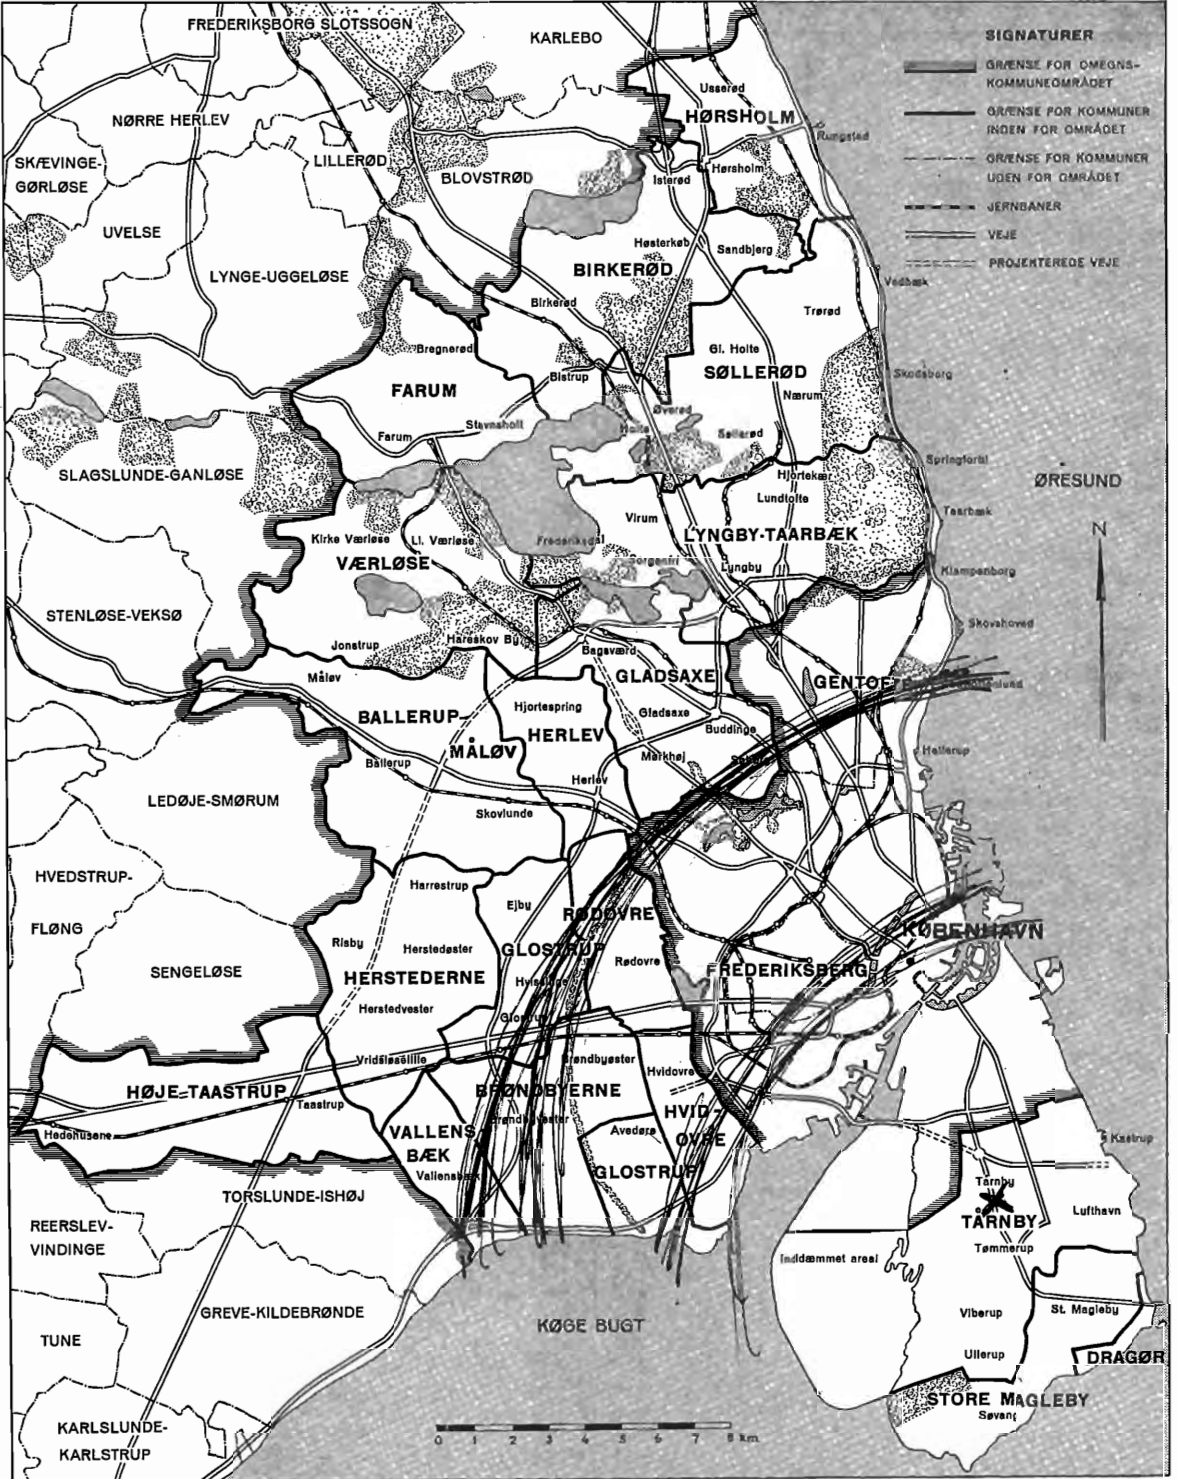 FREDERIKSBORG SLOTSSOGN
KARLEBO
SIGNATURER
GRÆNSE FOR OMEGNS-
KOMMUNEOMRÅDET
GRÆNSE FOR KOMMUNER
INDEN FOR OMRÅDET
GRÆNSE FOR KOMMUNER
UDEN FOR OMRÅDET
JERNBANER
VEJE
PROJEKTEREDE VEJE
Usserød
HØRSHOLM
Rungsted
NØRRE HERLEV
LILLERØD
SKÆVINGE-
GØRLØSE
BLOVSTRØD
Isterød
Hørsholm
UVELSE
LYNGE-UGGELØSE
Høsterkøb
Sandbjerg
BIRKERØD
Vedbæk
Birkerød
Trørød
Bregnerød
Gl. Holte
SØLLERØD
Skodsborg
FARUM
Bistrup
Nærum
Øverød
Stavnsholt
Holte
Søllerød
Farum
Springforbi
SLAGSLUNDE-GANLØSE
Hjortekær
Lundtofte
ØRESUND
Taarbæk
Virum
LYNGBY-TAARBÆK
Kirke Værløse
Ll. Værløse
Frederiksdal
VÆRLØSE
Sorgenfri
Lyngby
Klampenborg
N
STENLØSE-VEKSØ
Skovshoved
Jonstrup
Hareskov By
Bagsværd
Måløv
GLADSAXE
GENTOF
Hjortespring
Gladsaxe
BALLERUP-
MÅLØV
HERLEV
Buddinge
Hellerup
Ballerup
Mørkhøj
Herlev
LEDØJE-SMØRUM
Skovlunde
HVEDSTRUP-
FLØNG
Harrestrup
Ejby
RØDOVRE
KØBENHAVN
Risby
Herstedøster
GLOSTRUP
Rødovre
FREDERIKSBERG
SENGELØSE
HERSTEDERNE
Herstedvester
Glostrup
Vridsløselille
Brøndbyøster
Hvidovre
HØJE-TAASTRUP
Taastrup
BRØNDBYERNE
Hedehusene
HVID-
OVRE
VALLENS
BÆK
Brøndbyvester
Avedøre
GLOSTRUP
Vallensbæk
Kastrup
TORSLUNDE-ISHØJ
Tårnby
TÅRNBY
Lufthavn
REERSLEV-
VINDINGE
Tømmerup
Inddæmmet areal
GREVE-KILDEBRØNDE
Viberup
St. Magleby
KØGE BUGT
TUNE
Ullerup
DRAGØR
STORE MAGLEBY
Søvang
KARLSLUNDE-
KARLSTRUP
0 1 2 3 4 5 6 7 8 km